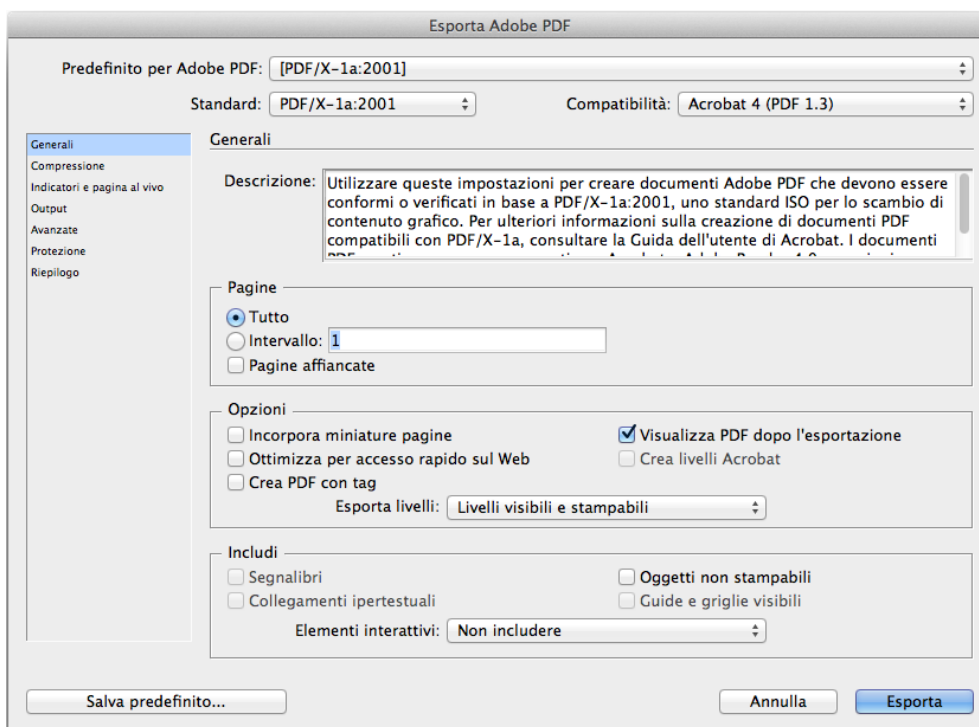 Esporta Adobe PDF
Predefinito per Adobe PDF: [PDF/X-1a:2001]
Standard: PDF/X-1a:2001 Compatibilità: Acrobat 4 (PDF 1.3)
Generali
Compressione
Indicatori e pagina al vivo
Output
Avanzate
Protezione
Riepilogo
Generali
Descrizione: Utilizzare queste impostazioni per creare documenti Adobe PDF che devono essere
conformi o verificati in base a PDF/X-1a:2001, uno standard ISO per lo scambio di
contenuto grafico. Per ulteriori informazioni sulla creazione di documenti PDF
compatibili con PDF/X-1a, consultare la Guida dell'utente di Acrobat. I documenti
Pagine
Tutto
Intervallo: 1
Pagine affiancate
Opzioni
Incorpora miniature pagine Visualizza PDF dopo l'esportazione
Ottimizza per accesso rapido sul Web Crea livelli Acrobat
Crea PDF con tag
Esporta livelli: Livelli visibili e stampabili
Includi
Segnalibri Oggetti non stampabili
Collegamenti ipertestuali Guide e griglie visibili
Elementi interattivi: Non includere
Salva predefinito... Annulla Esporta